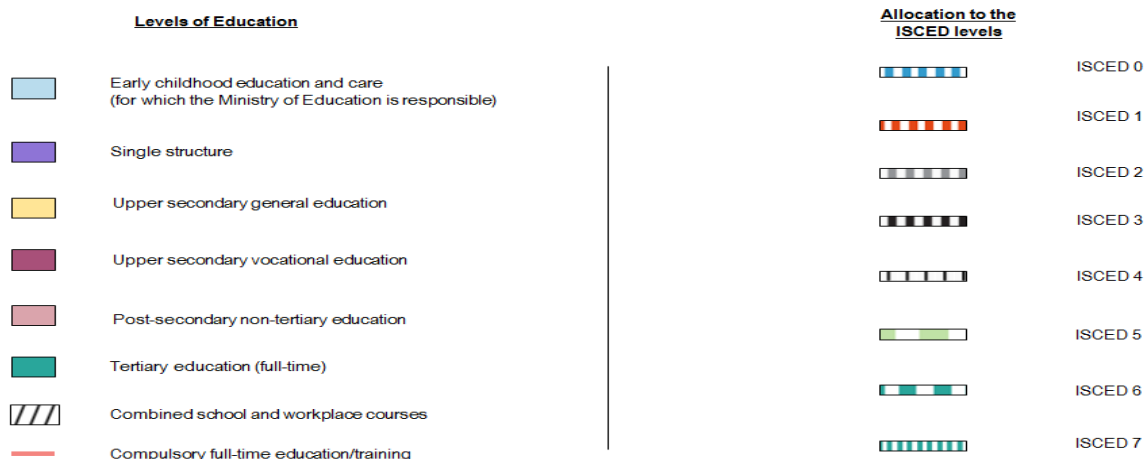 Levels of Education
Early childhood education and care
(for which the Ministry of Education is responsible)
Single structure
Upper secondary general education
Upper secondary vocational education
Post-secondary non-tertiary education
Tertiary education (full-time)
Combined school and workplace courses
Compulsory full-time education/training
Allocation to the
ISCED levels
ISCED 0
ISCED 1
ISCED 2
ISCED 3
ISCED 4
ISCED 5
ISCED 6
ISCED 7